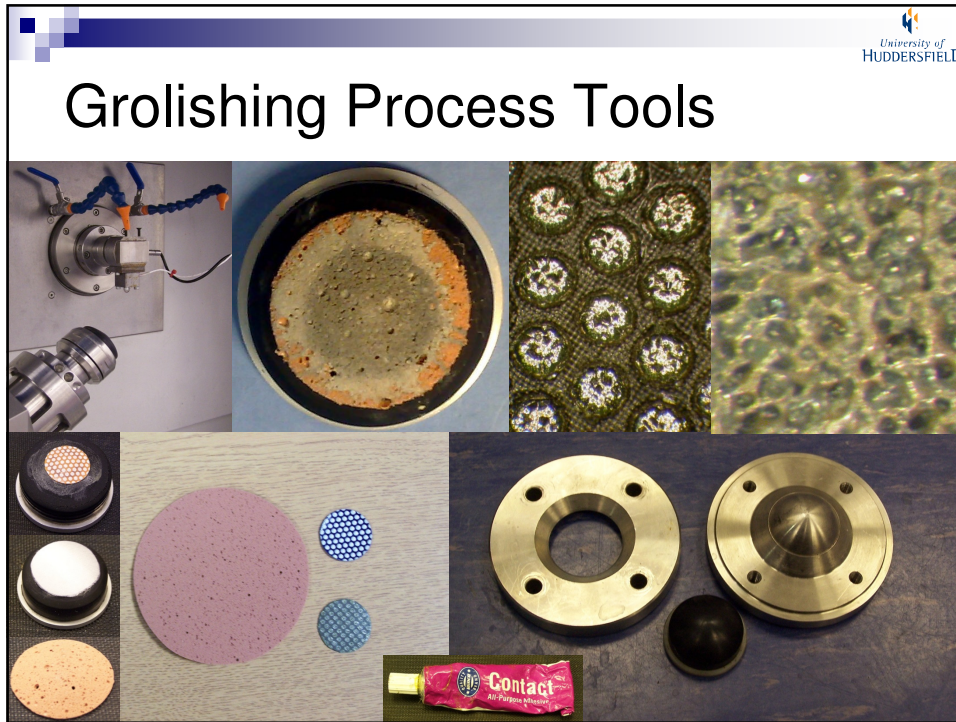 University of
HUDDERSFIELD
Grolishing Process Tools
Contact
All-Purpose Adhesive